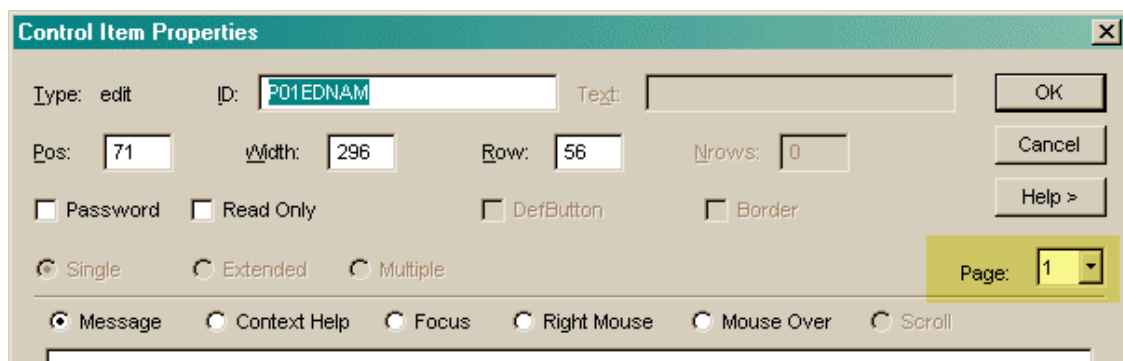 Control Item Properties
Type: edit ID: P01EDNAM Text: OK
Pos: 71 Width: 296 Row: 56 Nrows: 0 Cancel
Password Read Only DefButton Border Help >
Single Extended Multiple Page: 1
Message Context Help Focus Right Mouse Mouse Over Scroll